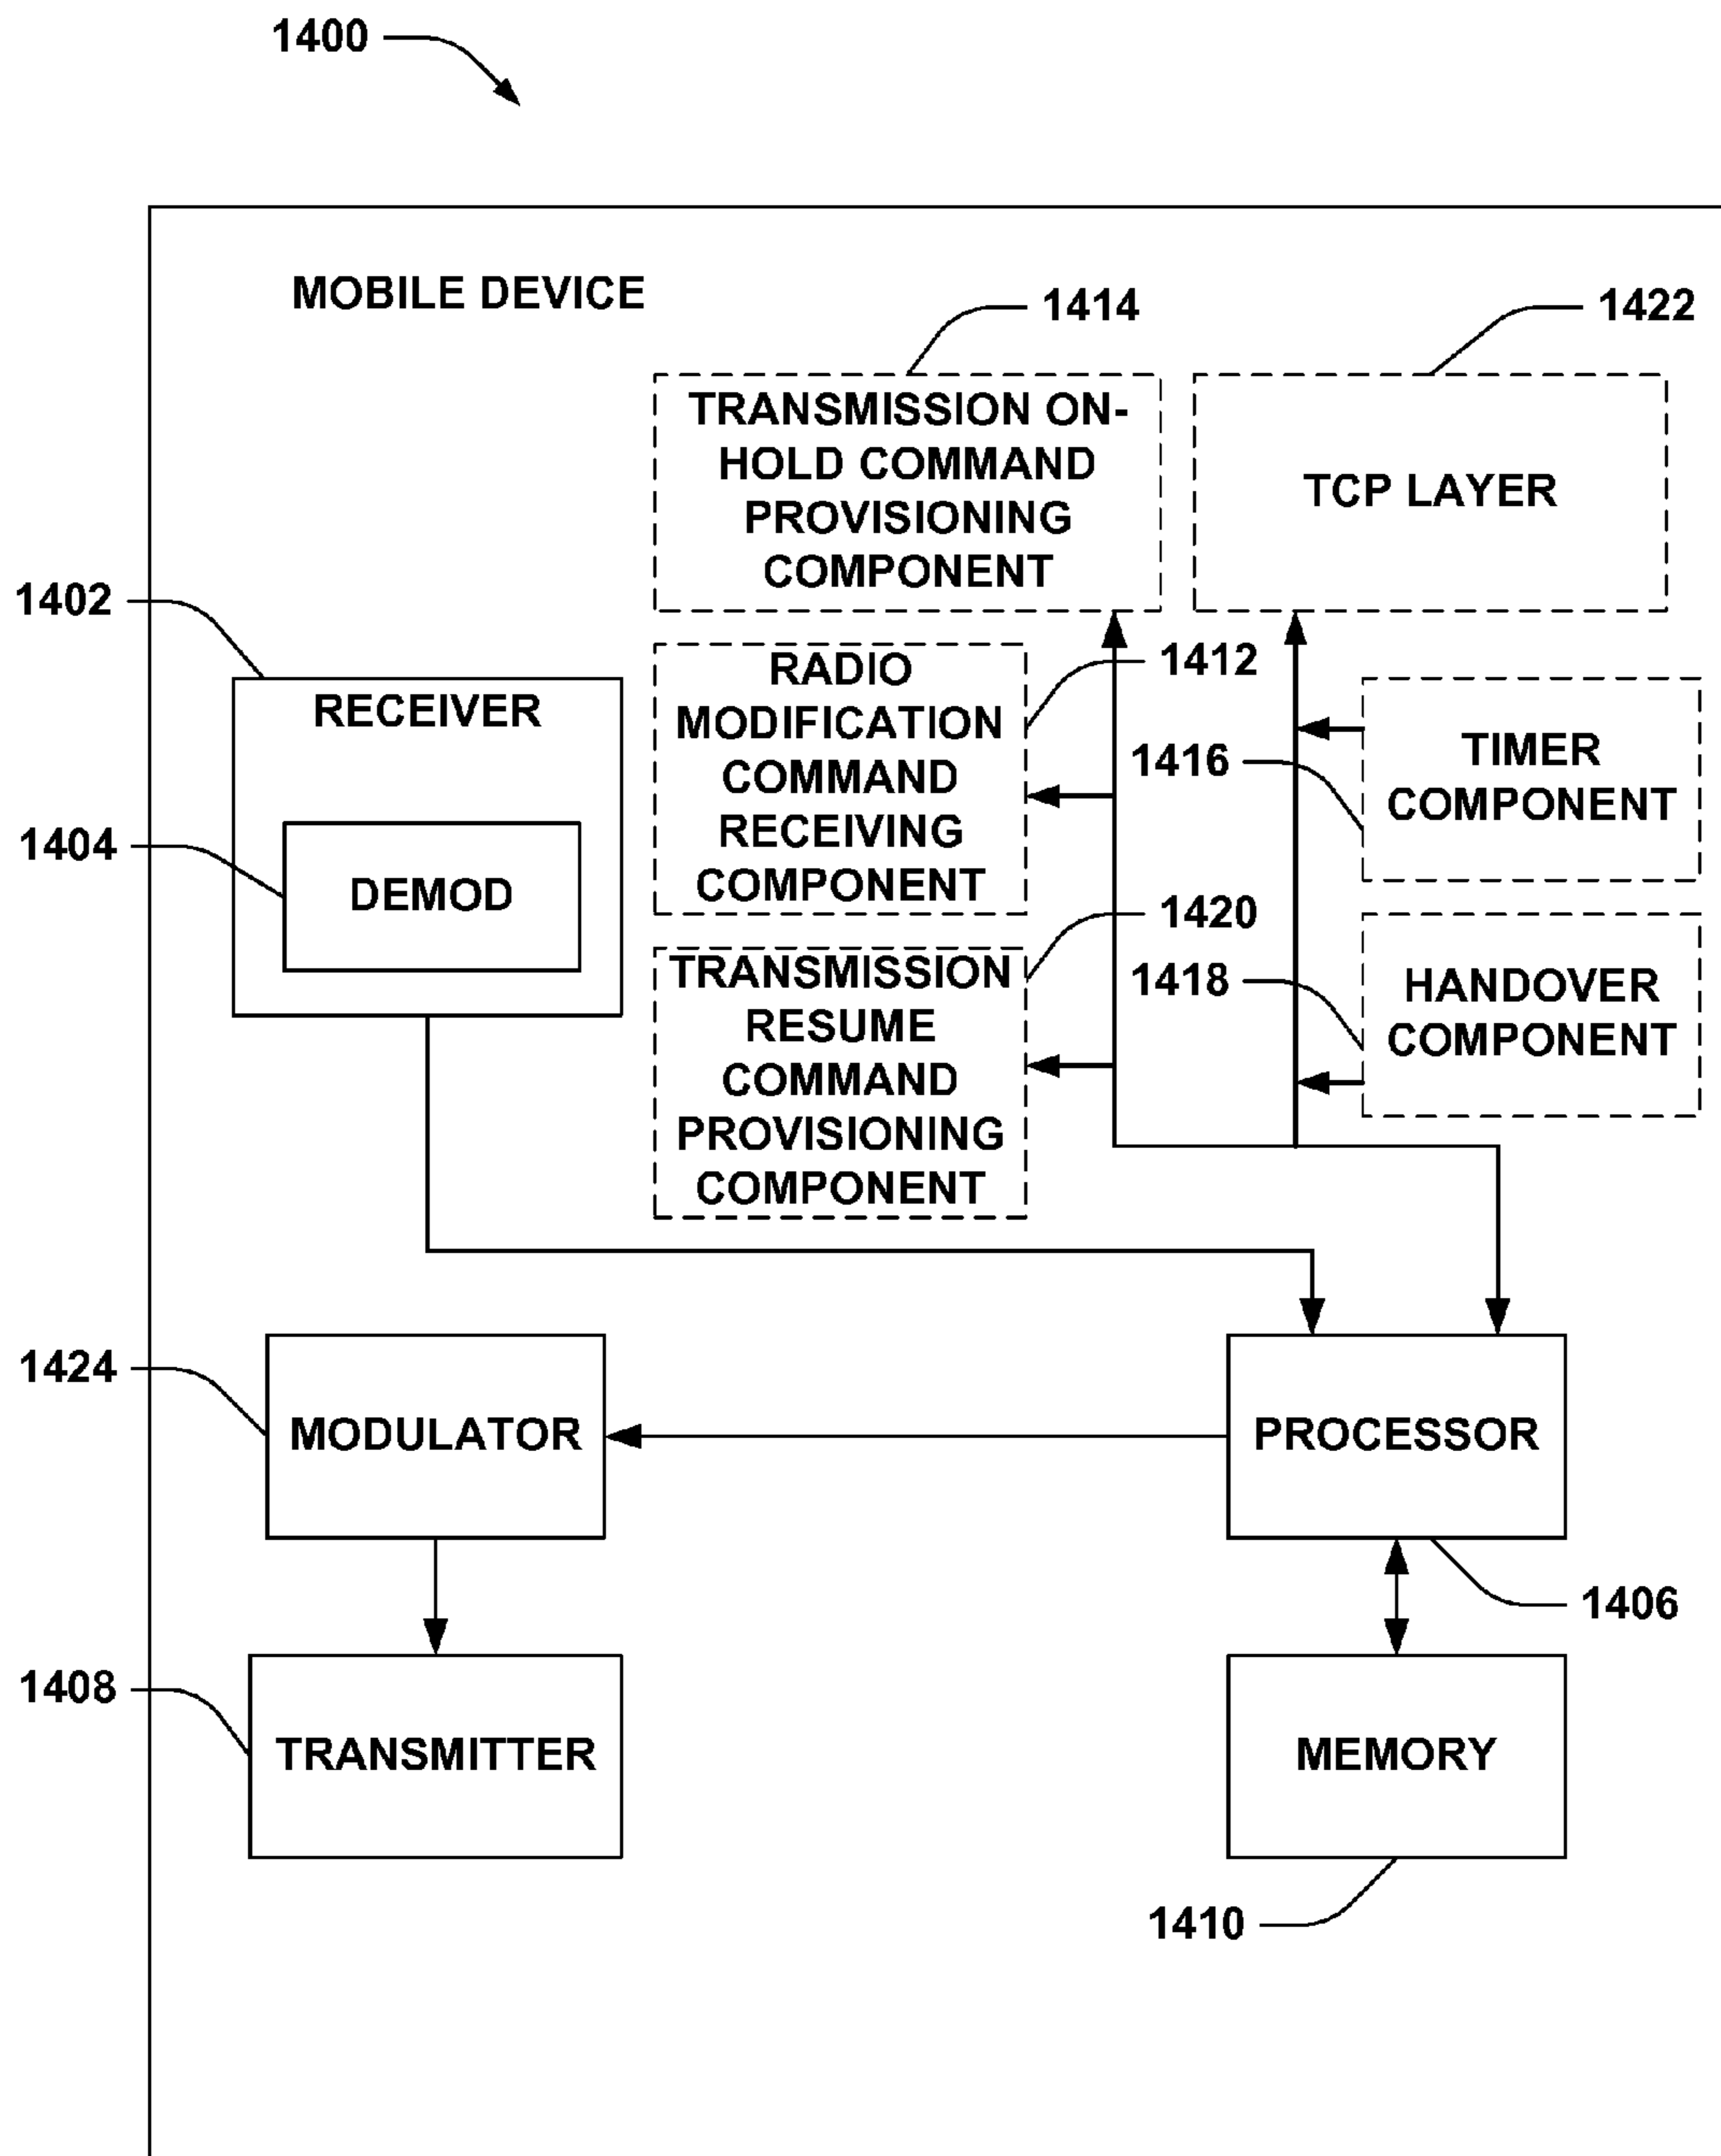 1400
MOBILE DEVICE
1414
1422
TRANSMISSION ON-
HOLD COMMAND
PROVISIONING
COMPONENT
TCP LAYER
1402
RECEIVER
1404
DEMOD
RADIO
MODIFICATION
COMMAND
RECEIVING
COMPONENT
1412
1416
TIMER
COMPONENT
TRANSMISSION
RESUME
COMMAND
PROVISIONING
COMPONENT
1420
1418
HANDOVER
COMPONENT
1424
MODULATOR
PROCESSOR
1406
1408
TRANSMITTER
MEMORY
1410